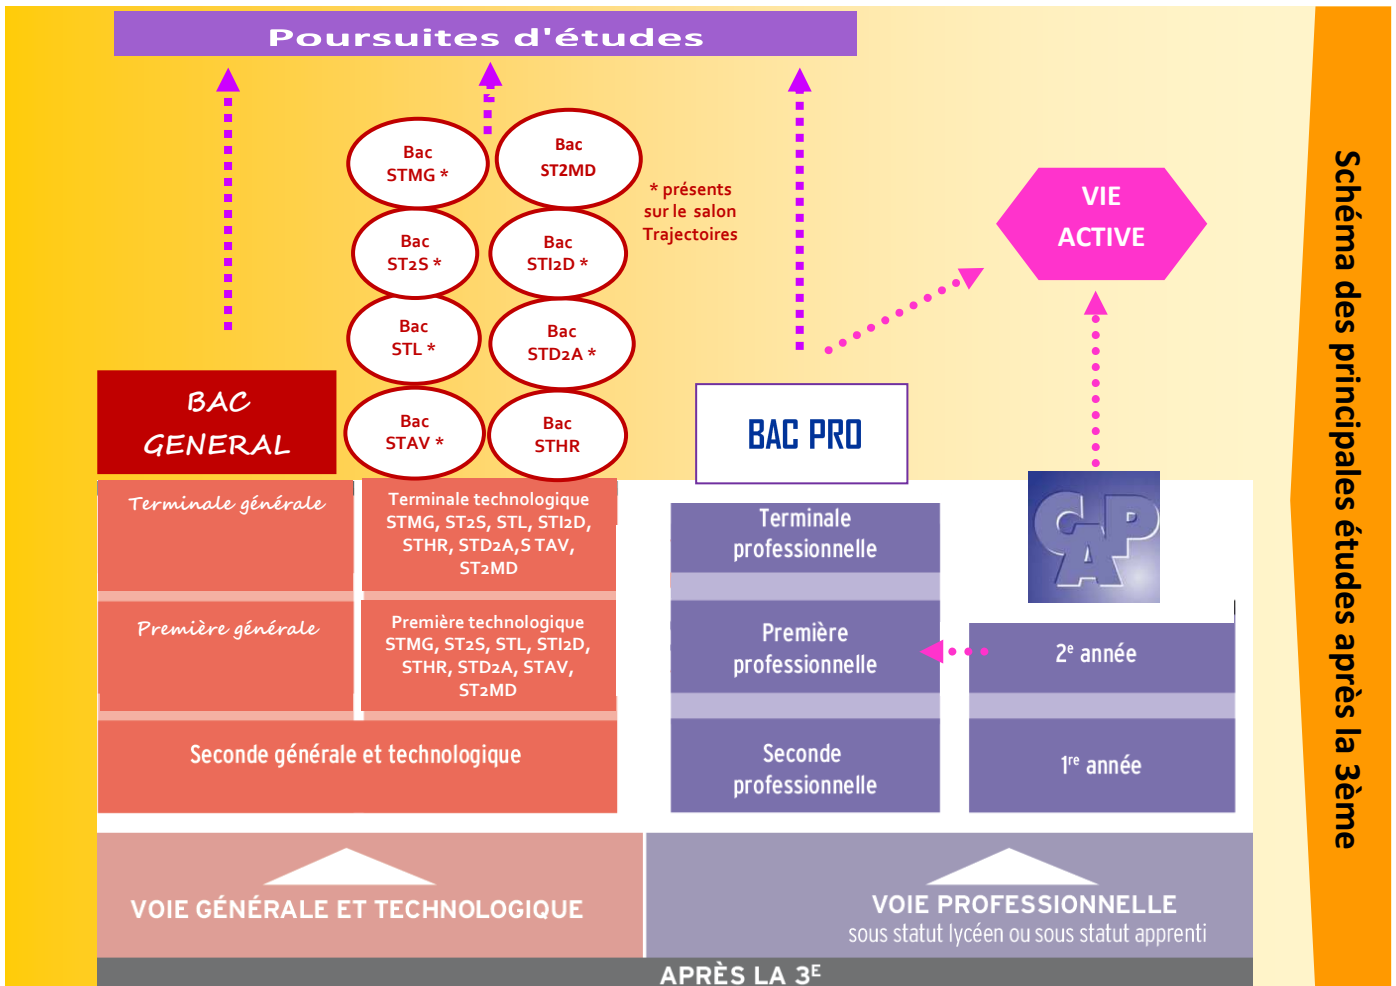 Poursuites d'études
Bac
STMG *
Bac
ST2MD
* présents
sur le salon
Trajectoires
Bac
ST2S *
Bac
STI2D *
Bac
STL *
Bac
STD2A *
Bac
STAV *
Bac
STHR
VIE
ACTIVE
BAC
GENERAL
BAC PRO
CAP
Terminale générale
Terminale technologique
STMG, ST2S, STL, STI2D,
STHR, STD2A,S TAV,
ST2MD
Terminale
professionnelle
Première générale
Première technologique
STMG, ST2S, STL, STI2D,
STHR, STD2A, STAV,
ST2MD
Première
professionnelle
2e année
Seconde générale et technologique
Seconde
professionnelle
1re année
VOIE GÉNÉRALE ET TECHNOLOGIQUE
VOIE PROFESSIONNELLE
sous statut lycéen ou sous statut apprenti
APRÈS LA 3E
Schéma des principales études après la 3ème